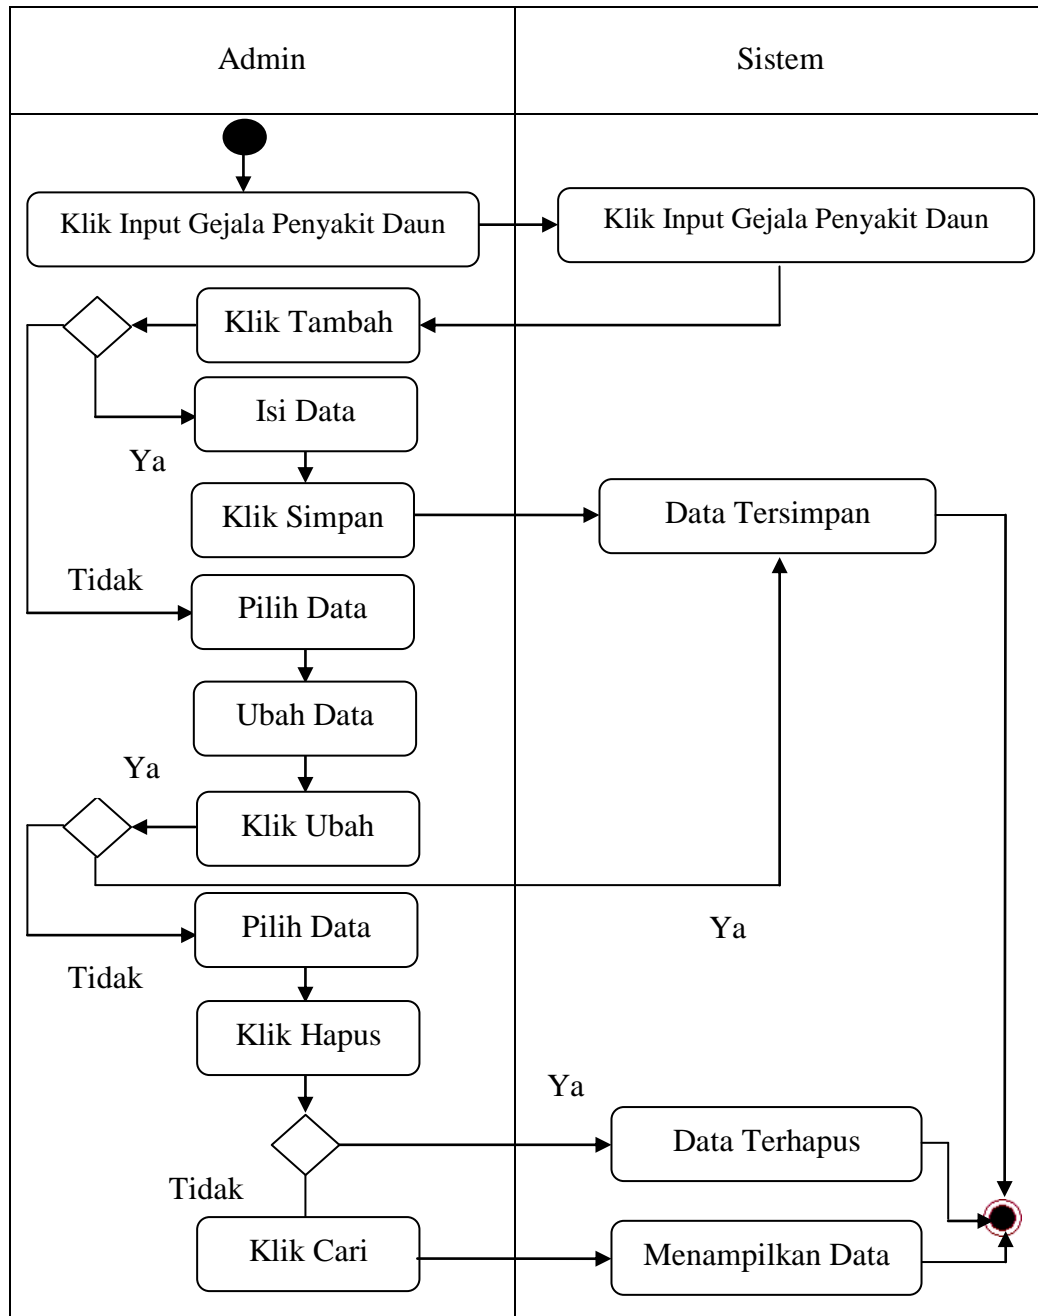 Admin
Sistem
Klik Input Gejala Penyakit Daun
Klik Input Gejala Penyakit Daun
Klik Tambah
Isi Data
Ya
Klik Simpan
Data Tersimpan
Tidak
Pilih Data
Ubah Data
Ya
Klik Ubah
Pilih Data
Ya
Tidak
Klik Hapus
Ya
Data Terhapus
Tidak
Klik Cari
Menampilkan Data